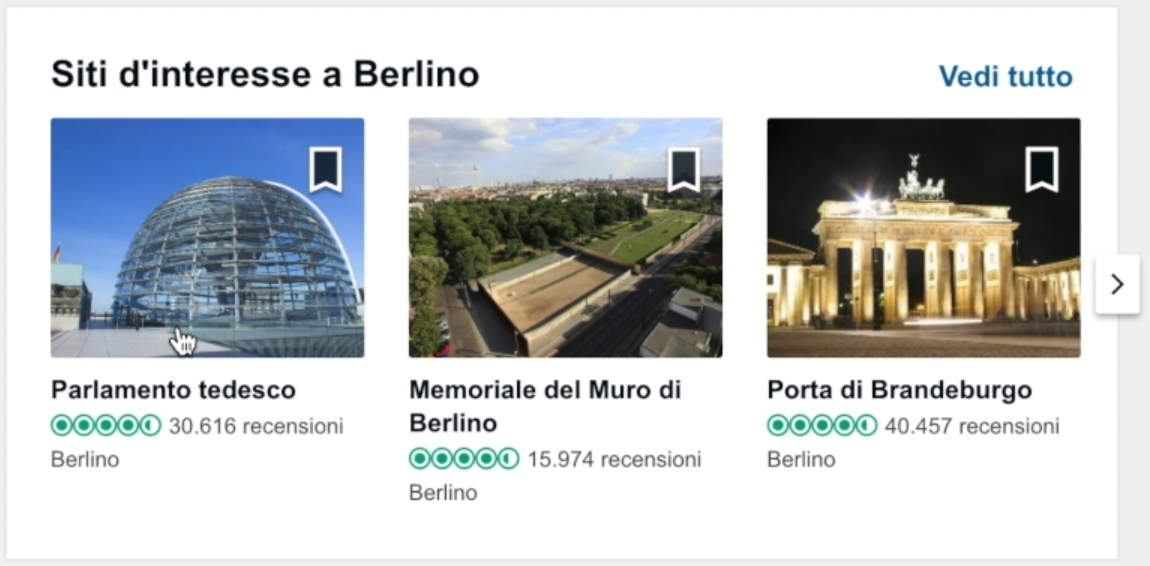 Siti d'interesse a Berlino
Vedi tutto
Parlamento tedesco
30.616 recensioni
Berlino
Memoriale del Muro di
Berlino
15.974 recensioni
Berlino
Porta di Brandeburgo
40.457 recensioni
Berlino